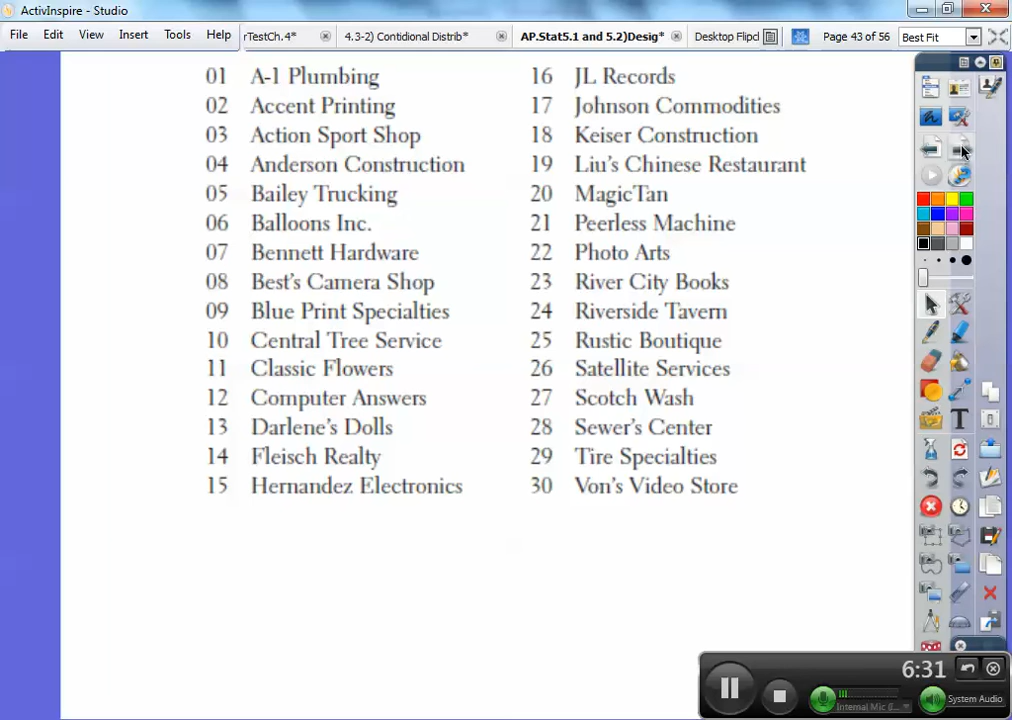 ActivInspire - Studio
File Edit View Insert Tools Help
rTestCh.4* 4.3-2) Contidional Distrib* AP.Stat5.1 and 5.2)Desig* Desktop Flipcl Page 43 of 56 Best Fit
01 A-1 Plumbing
02 Accent Printing
03 Action Sport Shop
04 Anderson Construction
05 Bailey Trucking
06 Balloons Inc.
07 Bennett Hardware
08 Best's Camera Shop
09 Blue Print Specialties
10 Central Tree Service
11 Classic Flowers
12 Computer Answers
13 Darlene's Dolls
14 Fleisch Realty
15 Hernandez Electronics
16 JL Records
17 Johnson Commodities
18 Keiser Construction
19 Liu's Chinese Restaurant
20 MagicTan
21 Peerless Machine
22 Photo Arts
23 River City Books
24 Riverside Tavern
25 Rustic Boutique
26 Satellite Services
27 Scotch Wash
28 Sewer's Center
29 Tire Specialties
30 Von's Video Store
T
6:31
Internal Mic (I... System Audio